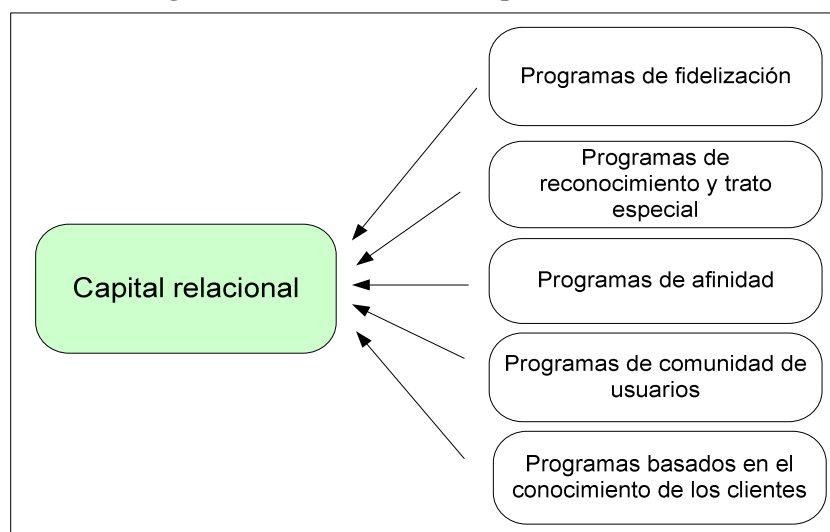 Capital relacional
Programas de fidelización
Programas de
reconocimiento y trato
especial
Programas de afinidad
Programas de comunidad de
usuarios
Programas basados en el
conocimiento de los clientes